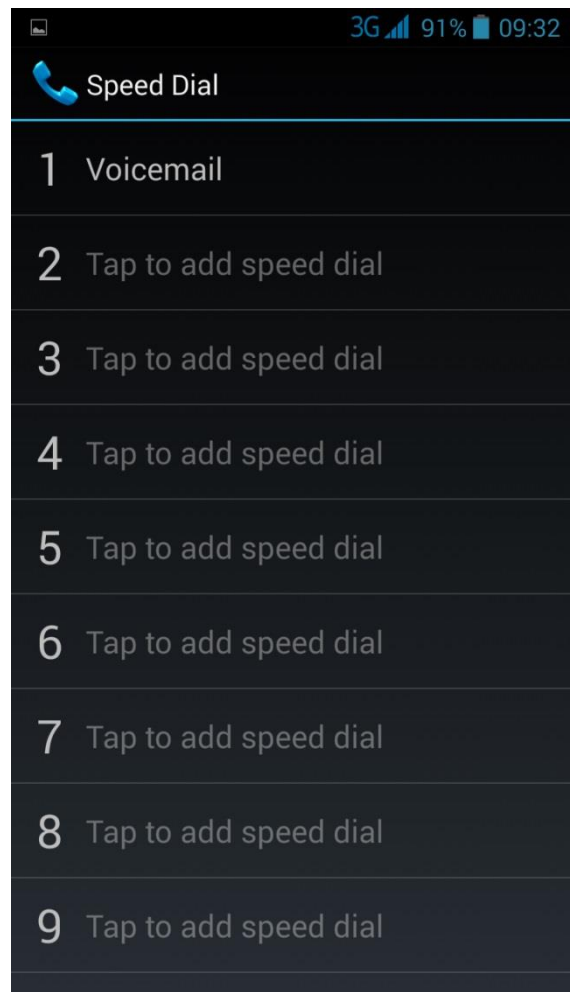 3G 91% 09:32
Speed Dial
1 Voicemail
2 Tap to add speed dial
3 Tap to add speed dial
4 Tap to add speed dial
5 Tap to add speed dial
6 Tap to add speed dial
7 Tap to add speed dial
8 Tap to add speed dial
9 Tap to add speed dial